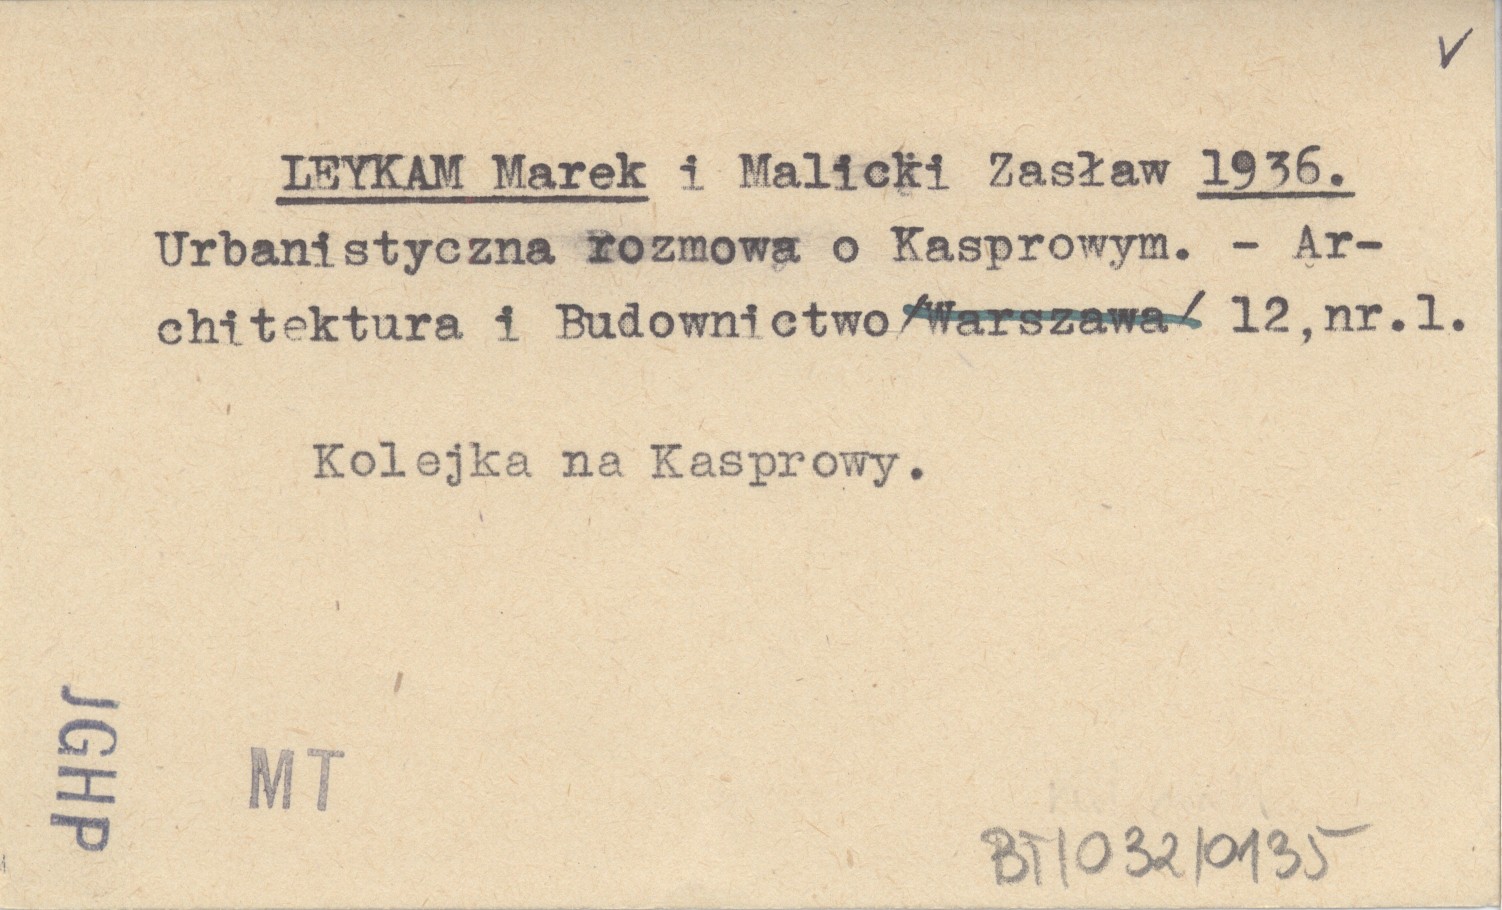 LEYKAM Marek i Malicki Zasław 1936.
Urbanistyczna rozmowa o Kasprowym. - Ar-
chitektura i Budownictwo /Warszawa/ 12,nr.1.
Kolejka na Kasprowy.
JGHP
MT
BT/032/0135